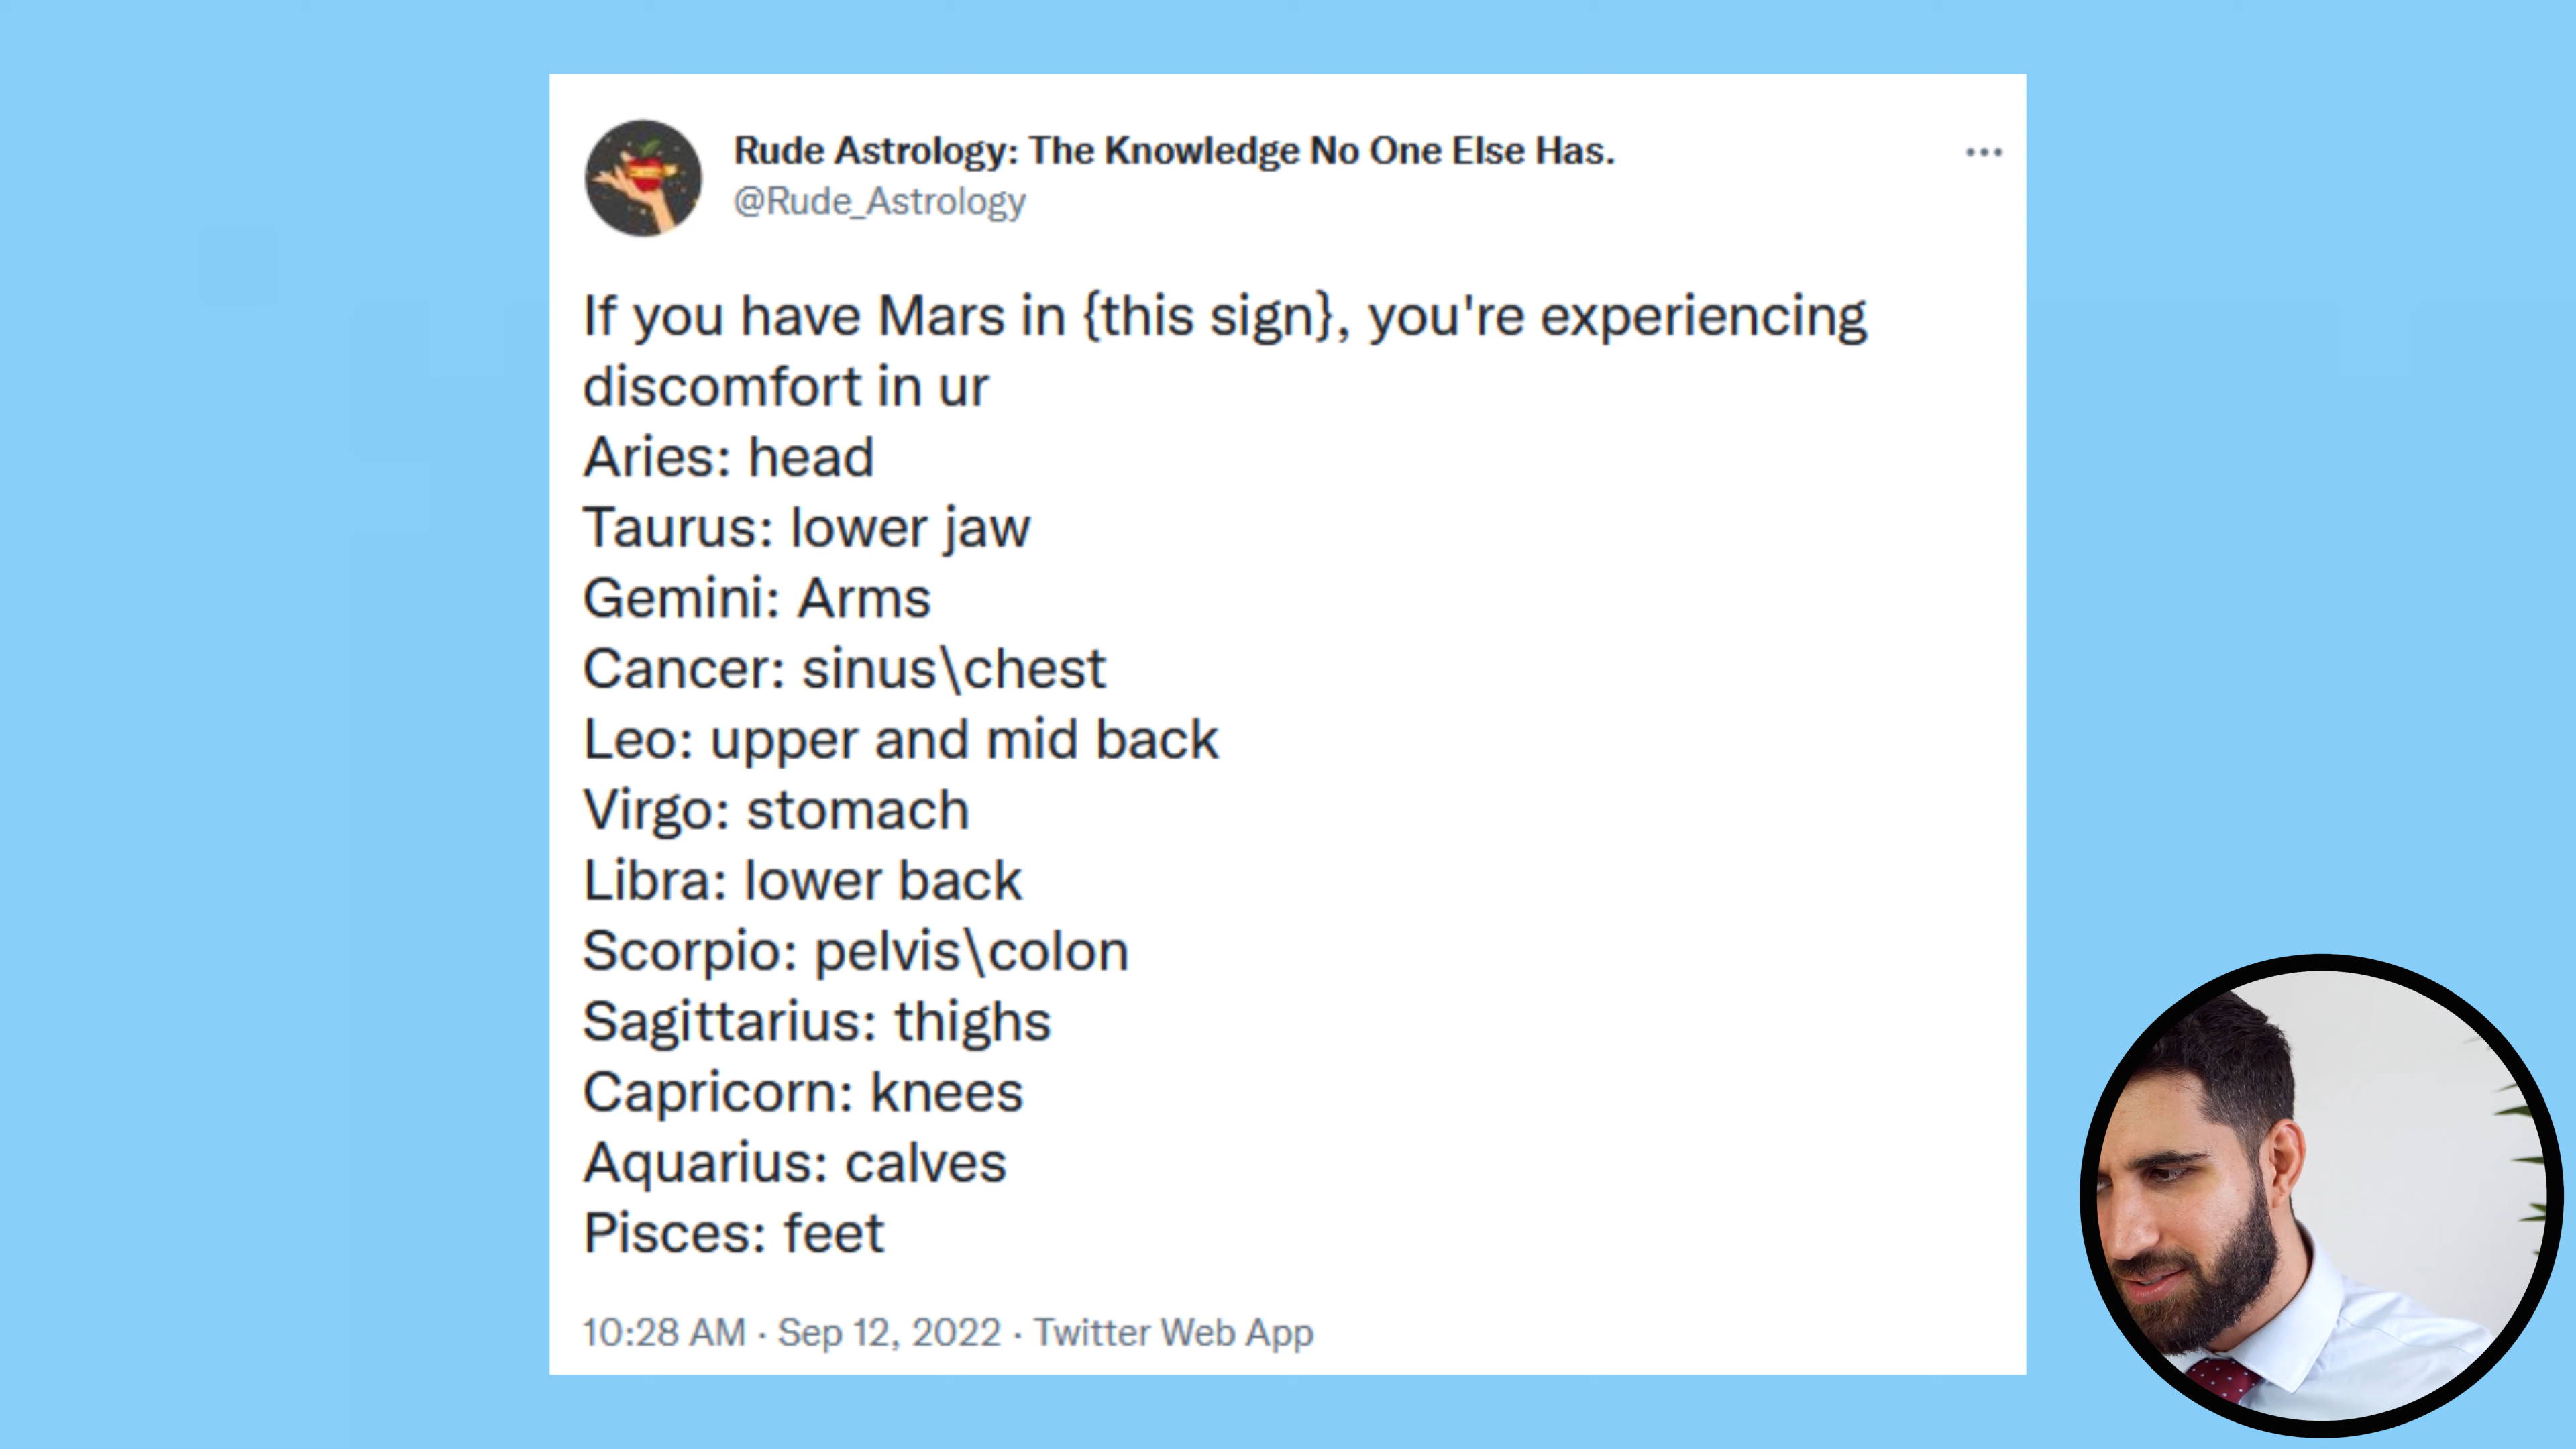 Rude Astrology: The Knowledge No One Else Has.
@Rude_Astrology
If you have Mars in {this sign}, you're experiencing
discomfort in ur
Aries: head
Taurus: lower jaw
Gemini: Arms
Cancer: sinus\chest
Leo: upper and mid back
Virgo: stomach
Libra: lower back
Scorpio: pelvis\colon
Sagittarius: thighs
Capricorn: knees
Aquarius: calves
Pisces: feet
10:28 AM · Sep 12, 2022 · Twitter Web App